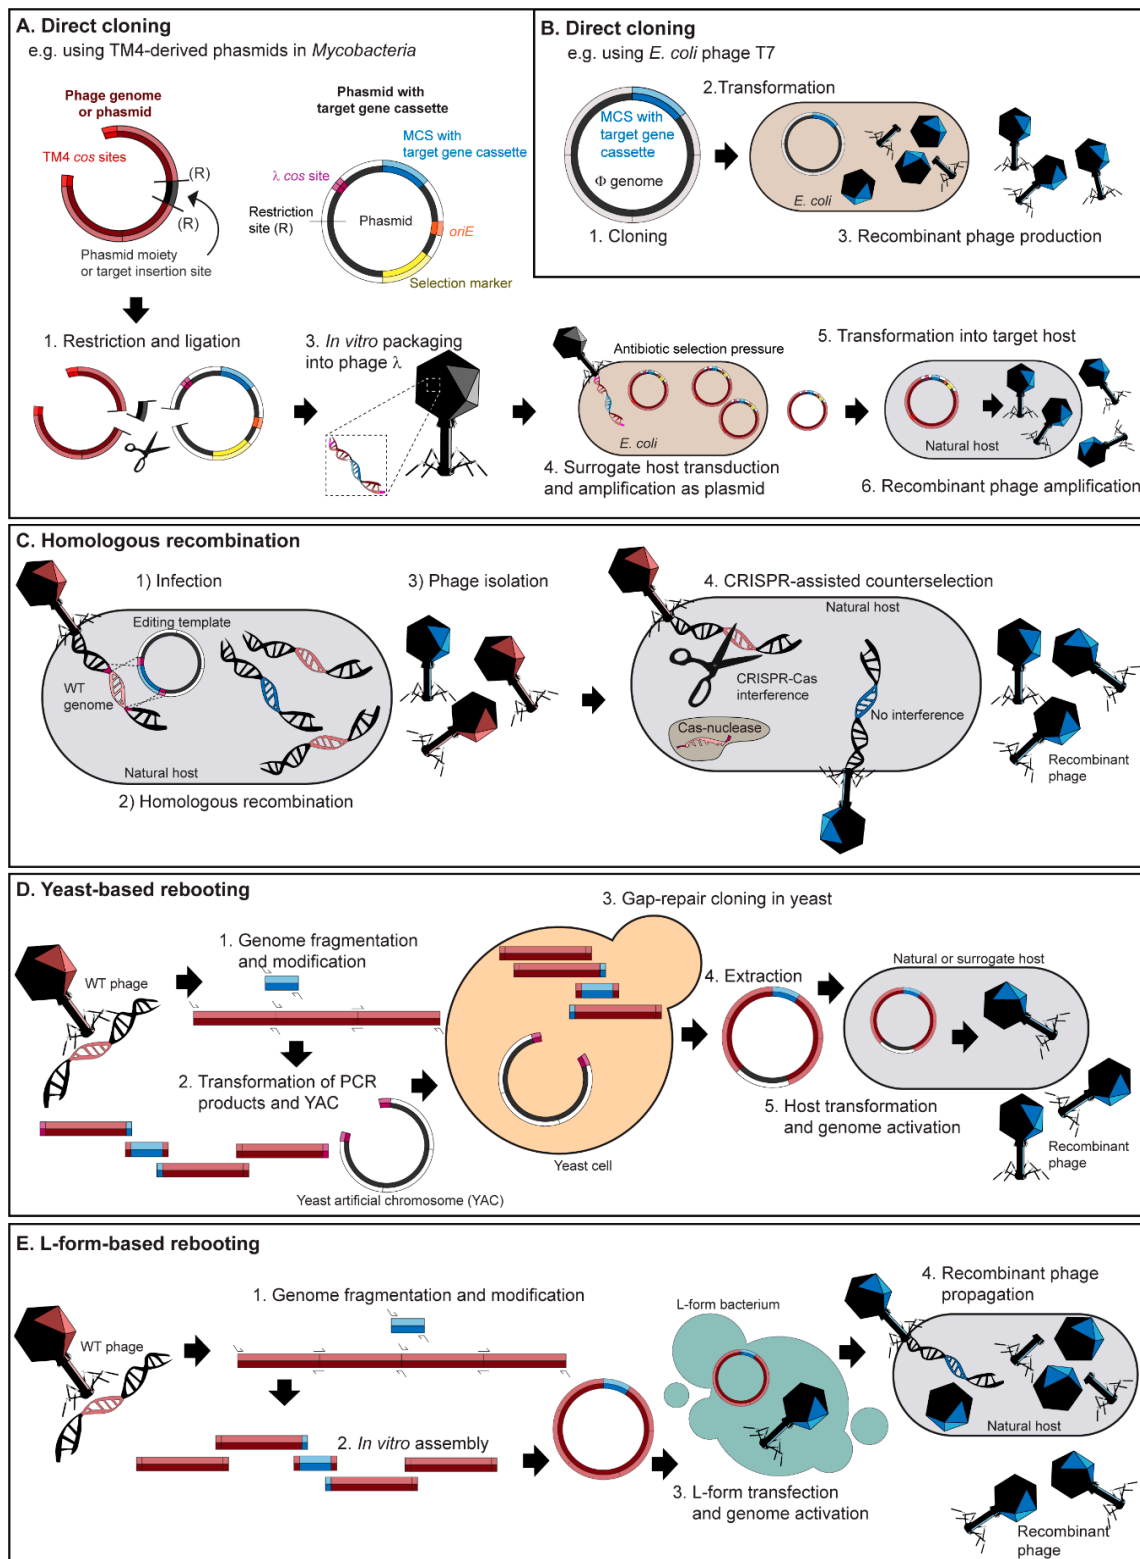 A. Direct cloning
e.g. using TM4-derived phasmids in Mycobacteria
Phage genome
or phasmid
TM4 cos sites
(R)
(R)
Phasmid moiety
or target insertion site
Phasmid with
target gene cassette
MCS with
target gene cassette
λ cos site
Restriction
site (R)
Phasmid
oriE
Selection marker
1. Restriction and ligation
3. In vitro packaging
into phage λ
Antibiotic selection pressure
E. coli
4. Surrogate host transduction
and amplification as plasmid
5. Transformation into target host
Natural host
6. Recombinant phage amplification
B. Direct cloning
e.g. using E. coli phage T7
MCS with
target gene
cassette
Φ genome
1. Cloning
2.Transformation
E. coli
3. Recombinant phage production
C. Homologous recombination
1) Infection
Editing template
WT
genome
Natural host
2) Homologous recombination
3) Phage isolation
4. CRISPR-assisted counterselection
Natural host
CRISPR-Cas
interference
Cas-nuclease
No interference
Recombinant
phage
D. Yeast-based rebooting
WT phage
1. Genome fragmentation
and modification
2. Transformation of PCR
products and YAC
Yeast artificial chromosome (YAC)
3. Gap-repair cloning in yeast
Yeast cell
4. Extraction
Natural or surrogate host
5. Host transformation
and genome activation
Recombinant
phage
E. L-form-based rebooting
WT phage
1. Genome fragmentation and modification
2. In vitro assembly
L-form bacterium
3. L-form transfection
and genome activation
4. Recombinant phage
propagation
Natural host
Recombinant
phage